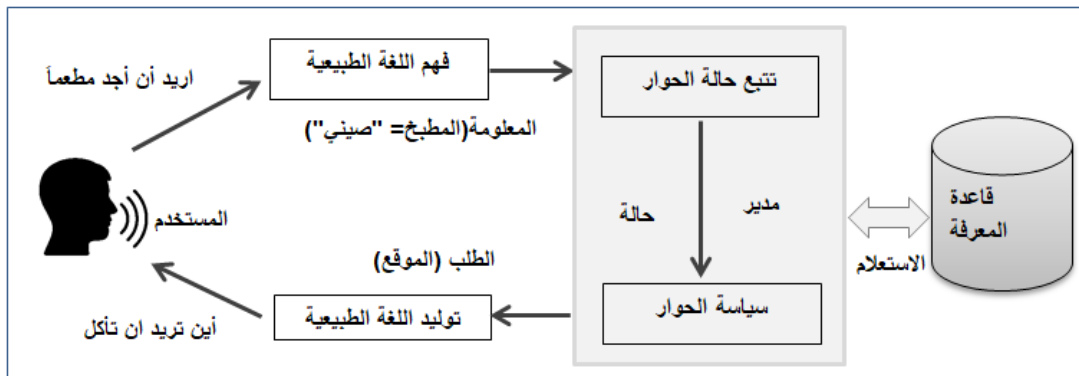 فهم اللغة الطبيعية
اريد أن أجد مطعماً
تتبع حالة الحوار
المعلومة(المطبخ= "صيني")
قاعدة
المعرفة
مدير
حالة
المستخدم
الاستعلام
الطلب (الموقع)
سياسة الحوار
توليد اللغة الطبيعية
أين تريد ان تأكل